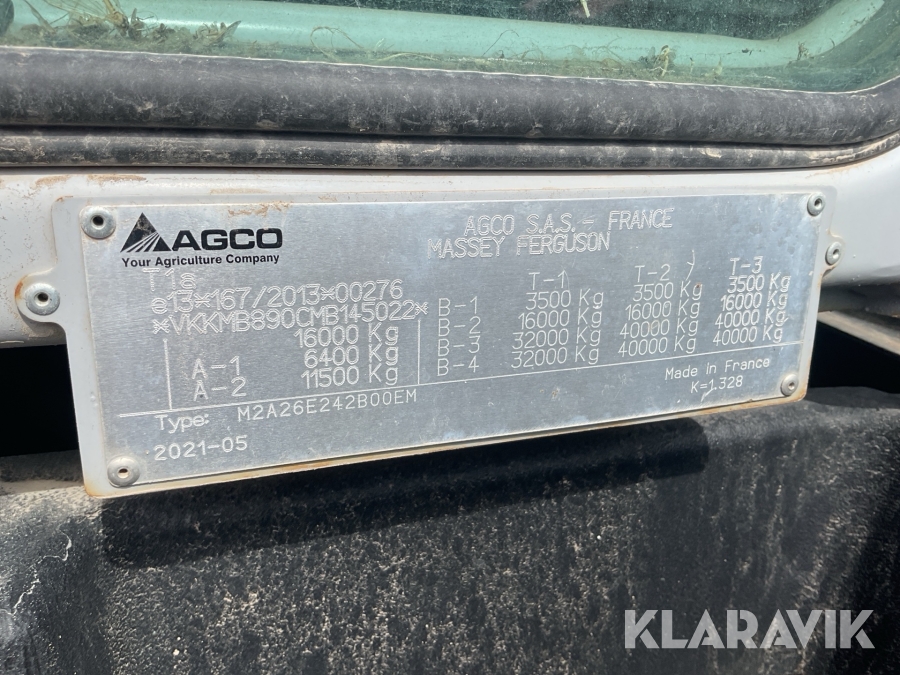 AGCO
Your Agriculture Company
AGCO S.A.S. - FRANCE
MASSEY FERGUSON
T1a
e13*167/2013*00276
*VKKMB890CMB145022*
16000 Kg
A-1 6400 Kg
A-2 11500 Kg
T-1 T-2 T-3
B-1 3500 Kg 3500 Kg 3500 Kg
B-2 16000 Kg 16000 Kg 16000 Kg
B-3 32000 Kg 40000 Kg 40000 Kg
B-4 32000 Kg 40000 Kg 40000 Kg
Made in France
K=1.328
Type: M2A26E242B00EM
2021-05
KLARAVIK